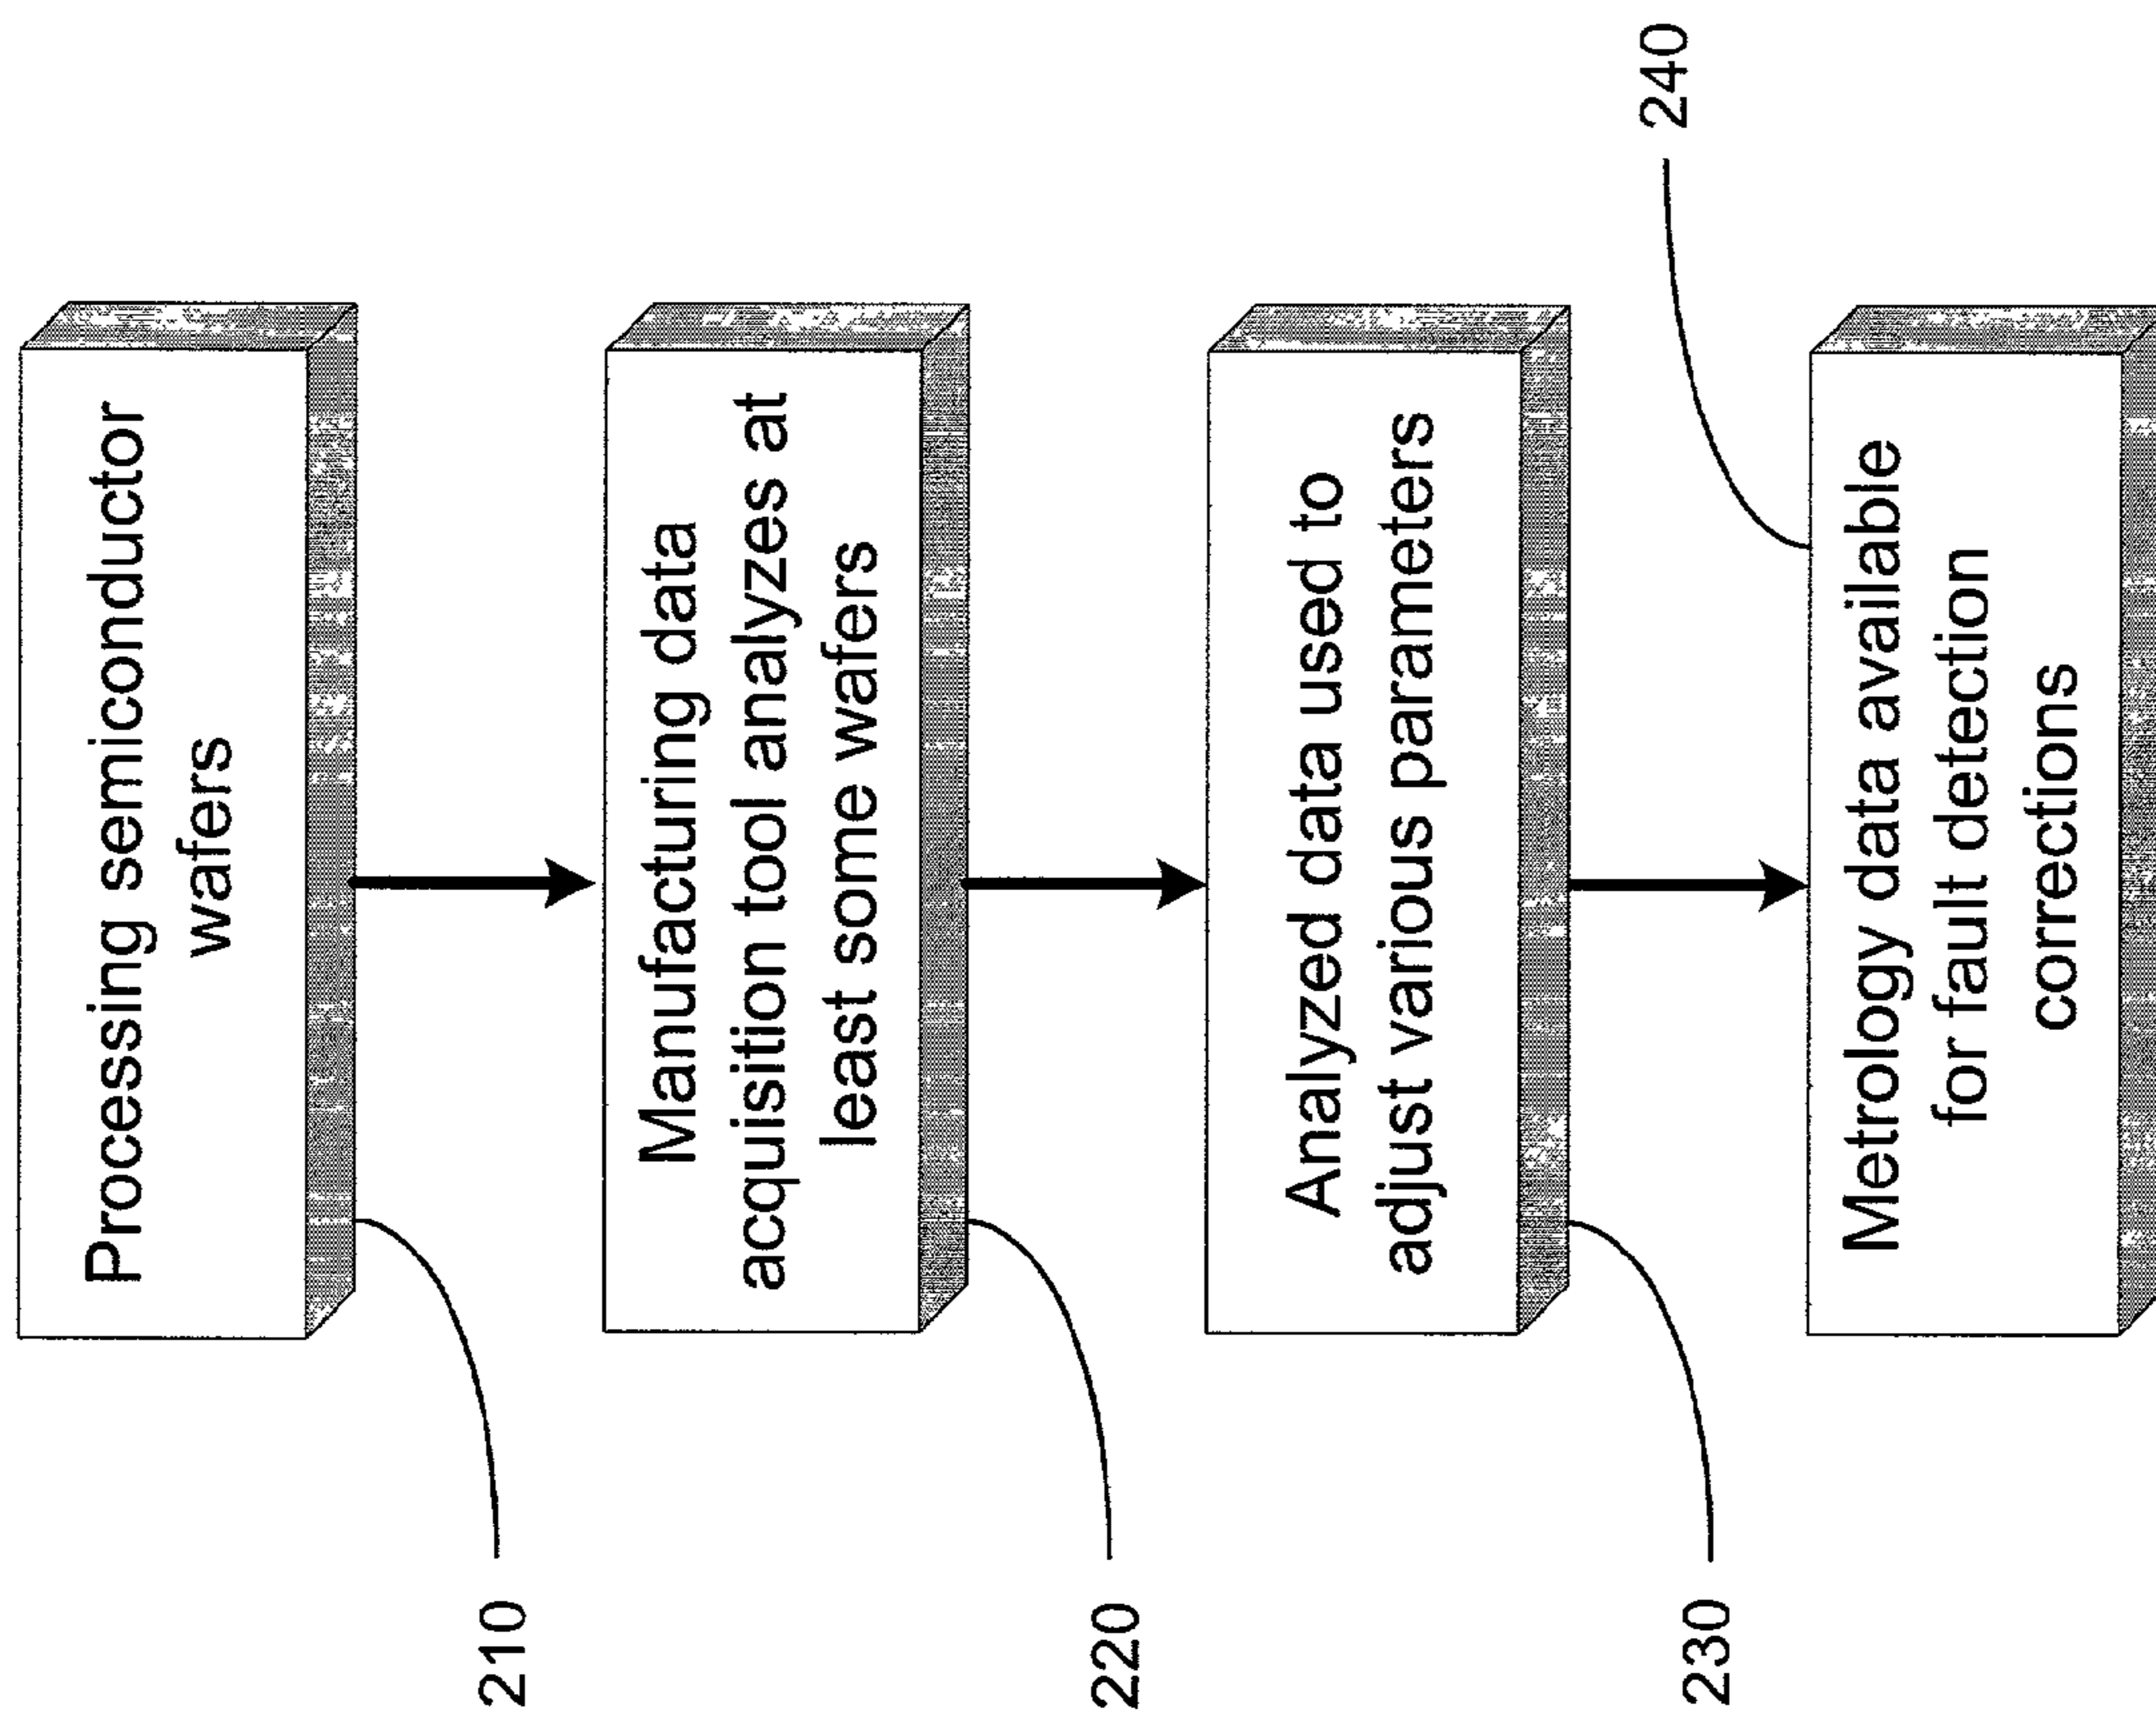 Processing semiconductor
wafers
210
Manufacturing data
acquisition tool analyzes at
least some wafers
220
Analyzed data used to
adjust various parameters
230
Metrology data available
for fault detection
corrections
240